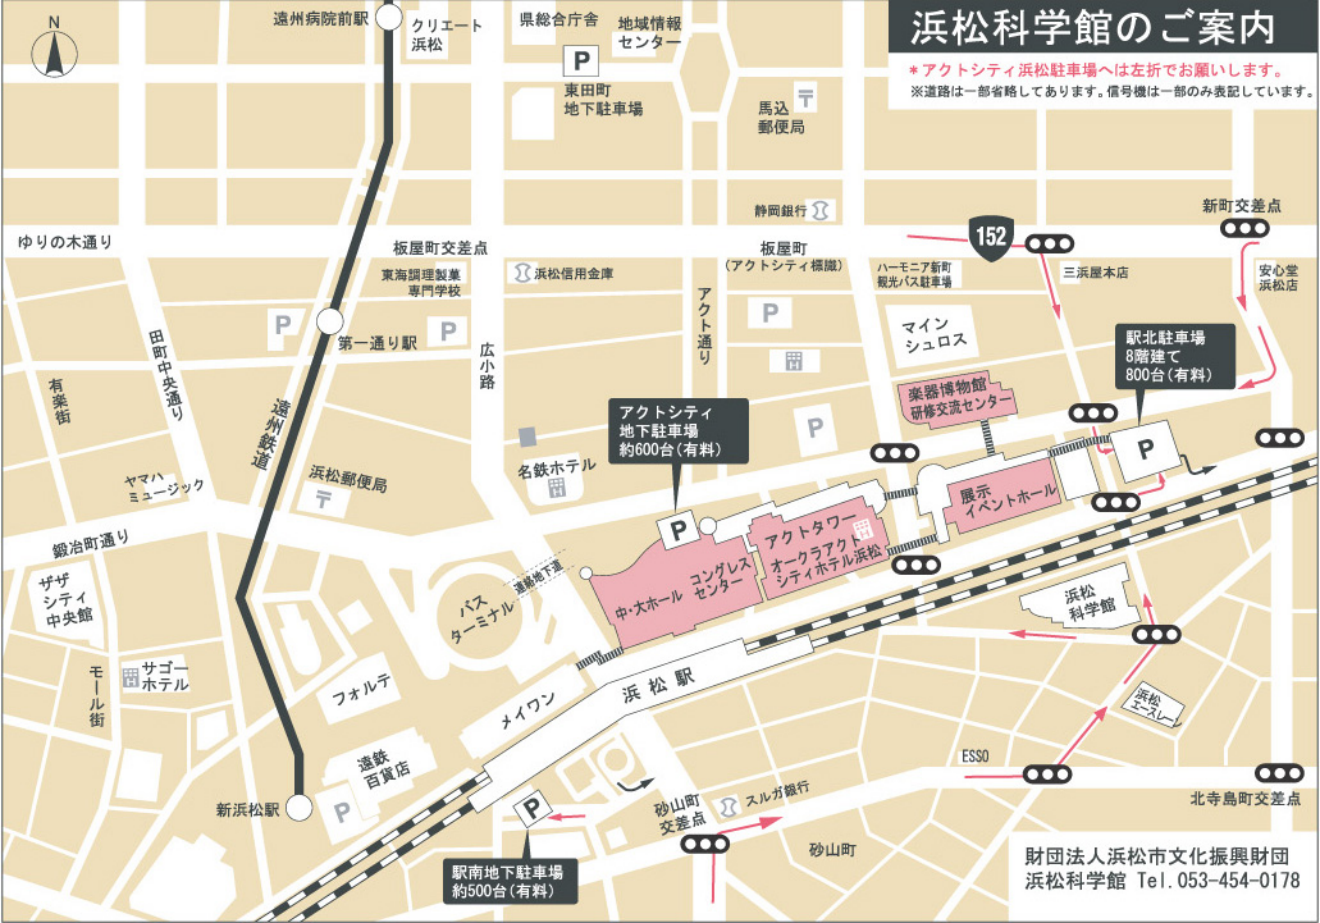 浜松科学館のご案内
＊アクトシティ浜松駐車場へは左折でお願いします。
※道路は一部省略してあります。信号機は一部のみ表記しています。
N
遠州病院前駅
クリエート
浜松
県総合庁舎
地域情報
センター
P
東田町
地下駐車場
馬込
郵便局
〒
静岡銀行
新町交差点
ゆりの木通り
板屋町交差点
東海調理製菓
専門学校
浜松信用金庫
板屋町
(アクトシティ標識)
152
ハーモニア新町
観光バス駐車場
三浜屋本店
安心堂
浜松店
P
P
第一通り駅
田町中央通り
有楽街
遠州鉄道
広小路
アクト通り
P
H
P
マイン
シュロス
楽器博物館
研修交流センター
駅北駐車場
8階建て
800台(有料)
P
アクトシティ
地下駐車場
約600台(有料)
P
名鉄ホテル
H
ヤマハ
ミュージック
浜松郵便局
〒
鍛冶町通り
展示
イベントホール
アクトタワー
H
オークラアクト
シティホテル浜松
コングレス
センター
中・大ホール
連絡地下道
バス
ターミナル
ザザ
シティ
中央館
浜松
科学館
モール街
H
サゴー
ホテル
フォルテ
メイワン
浜松駅
浜松
エースレーン
遠鉄
百貨店
P
新浜松駅
P
駅南地下駐車場
約500台(有料)
砂山町
交差点
スルガ銀行
ESSO
砂山町
北寺島町交差点
財団法人浜松市文化振興財団
浜松科学館 Tel.053-454-0178